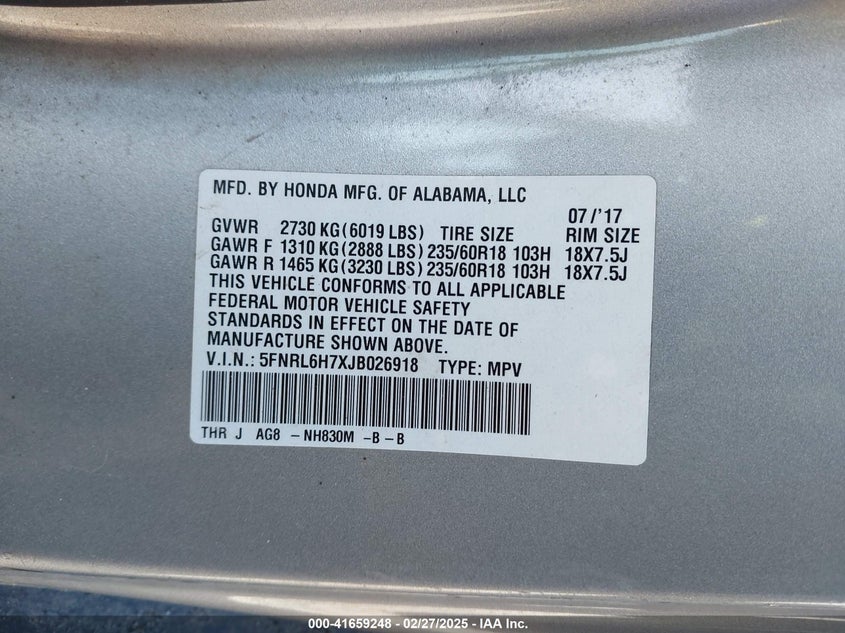 MFD. BY HONDA MFG. OF ALABAMA, LLC
07/'17
GVWR 2730 KG(6019 LBS) TIRE SIZE RIM SIZE
GAWR F 1310 KG(2888 LBS) 235/60R18 103H 18X7.5J
GAWR R 1465 KG(3230 LBS) 235/60R18 103H 18X7.5J
THIS VEHICLE CONFORMS TO ALL APPLICABLE
FEDERAL MOTOR VEHICLE SAFETY
STANDARDS IN EFFECT ON THE DATE OF
MANUFACTURE SHOWN ABOVE.
V.I.N.: 5FNRL6H7XJB026918 TYPE: MPV
THR J AG8 -NH830M -B-B
000-41659248 - 02/27/2025 - IAA Inc.